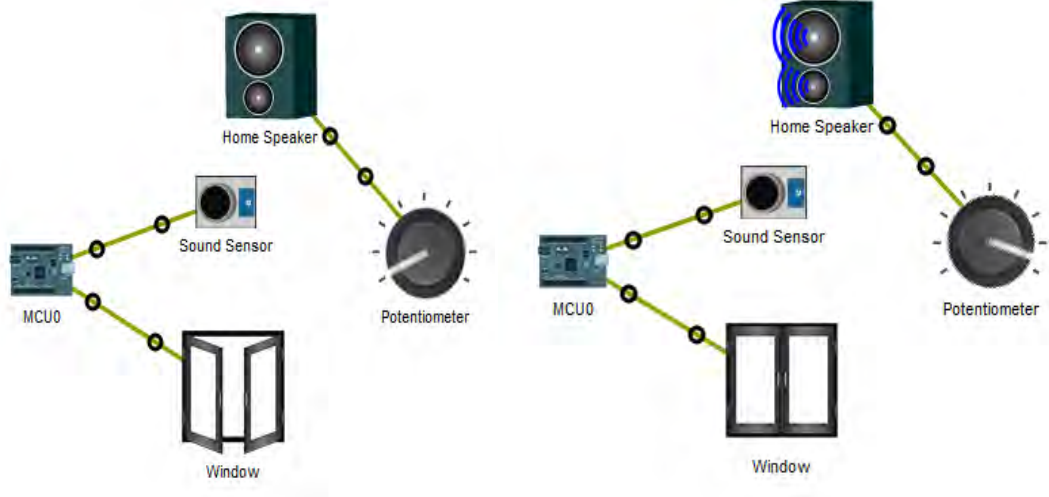 Home Speaker
Sound Sensor
MCU0
Potentiometer
Window
Home Speaker
Sound Sensor
MCU0
Potentiometer
Window